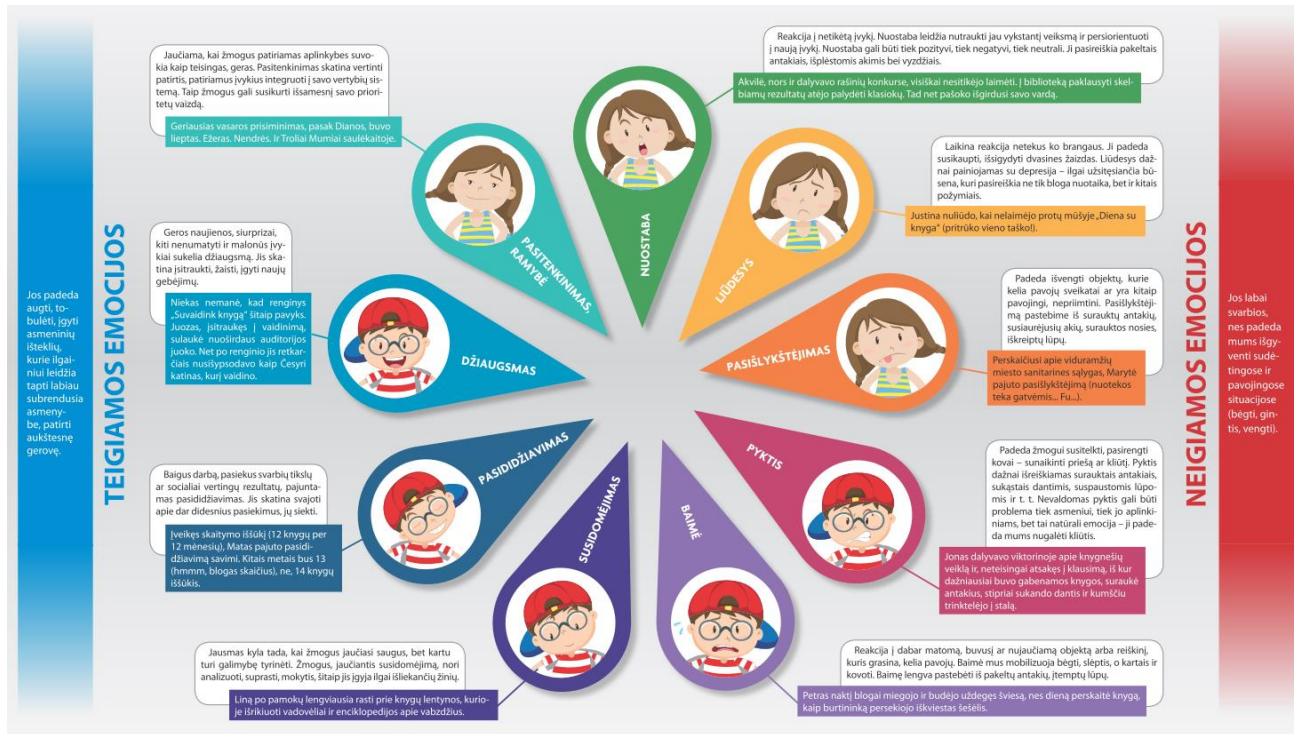 Jos padeda
augti, to-
bulėti, įgyti
asmeninių
išteklių,
kurie ilgai-
niui leidžia
tapti labiau
subrendusia
asmeny-
be, patirti
aukštesnę
gerovę.
TEIGIAMOS EMOCIJOS
Jaučiama, kai žmogus patiriamas aplinkybes suvo-
kia kaip teisingas, geras. Pasitenkinimas skatina vertinti
patirtis, patiriamus įvykius integruoti į savo vertybių sis-
temą. Taip žmogus gali susikurti išsamesnį savo priori-
tetų vaizdą.
Geriausias vasaros prisiminimas, pasak Dianos, buvo
lieptas. Ežeras. Nendrės. Ir Troliai Mumiai saulėkaitoje.
PASITENKINIMAS,
RAMYBĖ
Geros naujienos, siurprizai,
kiti nenumatyti ir malonūs įvy-
kiai sukelia džiaugsmą. Jis ska-
tina įsitraukti, žaisti, įgyti naujų
gebėjimų.
Niekas nemanė, kad renginys
„Suvaidink knygą“ šitaip pavyks.
Juozas, įsitraukęs į vaidinimą,
sulaukė nuoširdaus auditorijos
juoko. Net po renginio jis retkar-
čiais nusišypsodavo kaip Česyri
katinas, kurį vaidino.
DŽIAUGSMAS
Baigus darbą, pasiekus svarbių tikslų
ar socialiai vertingų rezultatų, pajunta-
mas pasididžiavimas. Jis skatina svajoti
apie dar didesnius pasiekimus, jų siekti.
Įveikęs skaitymo iššūkį (12 knygų per
12 mėnesių), Matas pajuto pasidi-
džiavimą savimi. Kitais metais bus 13
(hmmm, blogas skaičius), ne, 14 knygų
iššūkis.
PASIDIDŽIAVIMAS
Jausmas kyla tada, kai žmogus jaučiasi saugus, bet kartu
turi galimybę tyrinėti. Žmogus, jaučiantis susidomėjimą, nori
analizuoti, suprasti, mokytis, šitaip jis įgyja ilgai išliekančių žinių.
Liną po pamokų lengviausia rasti prie knygų lentynos, kurio-
je išrikiuoti vadovėliai ir enciklopedijos apie vabzdžius.
SUSIDOMĖJIMAS
Reakcija į netikėtą įvykį. Nuostaba leidžia nutraukti jau vykstantį veiksmą ir persiorientuoti
į naują įvykį. Nuostaba gali būti tiek pozityvi, tiek negatyvi, tiek neutrali. Ji pasireiškia pakeltais
antakiais, išplėstomis akimis bei vyzdžiais.
Akvilė, nors ir dalyvavo rašinių konkurse, visiškai nesitikėjo laimėti. Į biblioteką paklausyti skel-
biamų rezultatų atėjo palydėti klasiokų. Tad net pašoko išgirdusi savo vardą.
NUOSTABA
Laikina reakcija netekus ko brangaus. Ji padeda
susikaupti, išsigydyti dvasines žaizdas. Liūdesys daž-
nai painiojamas su depresija – ilgai užsitęsiančia bū-
sena, kuri pasireiškia ne tik bloga nuotaika, bet ir kitais
požymiais.
Justina nuliūdo, kai nelaimėjo protų mūšyje „Diena su
knyga“ (pritrūko vieno taško!).
LIŪDESYS
Padeda išvengti objektų, kurie
kelia pavojų sveikatai ar yra kitaip
pavojingi, nepriimtini. Pasišlykštėji-
mą pastebime iš surauktų antakių,
susiaurėjusių akių, surauktos nosies,
iškreiptų lūpų.
Perskaičiusi apie viduramžių
miesto sanitarines sąlygas, Marytė
pajuto pasišlykštėjimą (nuotekos
teka gatvėmis... Fu...).
PASIŠLYKŠTĖJIMAS
Padeda žmogui susitelkti, pasirengti
kovai – sunaikinti priešą ar kliūtį. Pyktis
dažnai išreiškiamas surauktais antakiais,
sukąstais dantimis, suspaustomis lūpo-
mis ir t. t. Nevaldomas pyktis gali būti
problema tiek asmeniui, tiek jo aplinki-
niams, bet tai natūrali emocija – ji pade-
da mums nugalėti kliūtis.
Jonas dalyvavo viktorinoje apie knygnešių
veiklą ir, neteisingai atsakęs į klausimą, iš kur
dažniausiai buvo gabenamos knygos, suraukė
antakius, stipriai sukando dantis ir kumščiu
trinktelėjo į stalą.
PYKTIS
Reakcija į dabar matomą, buvusį ar nujaučiamą objektą arba reiškinį,
kuris grasina, kelia pavojų. Baimė mus mobilizuoja bėgti, slėptis, o kartais ir
kovoti. Baimę lengva pastebėti iš pakeltų antakių, įtemptų lūpų.
Petras naktį blogai miegojo ir budėjo uždegęs šviesą, nes dieną perskaitė knygą,
kaip burtininką persekiojo iškviestas šešėlis.
BAIMĖ
NEIGIAMOS EMOCIJOS
Jos labai
svarbios,
nes padeda
mums išgy-
venti sudė-
tingose ir
pavojingose
situacijose
(bėgti, gin-
tis, vengti).